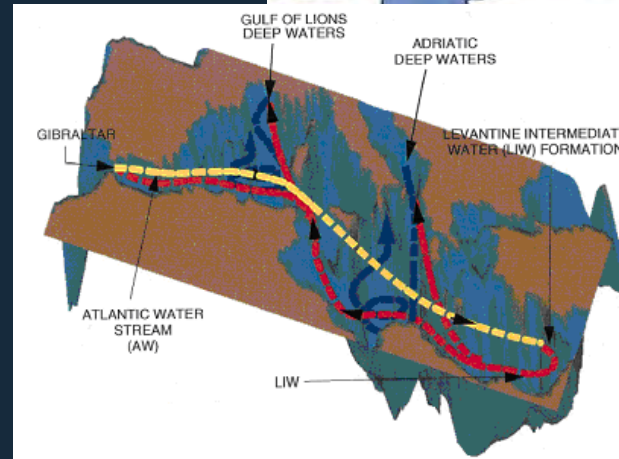 GULF OF LIONS
DEEP WATERS
ADRIATIC
DEEP WATERS
GIBRALTAR
LEVANTINE INTERMEDIAT
WATER (LIW) FORMATION
ATLANTIC WATER
STREAM
(AW)
LIW